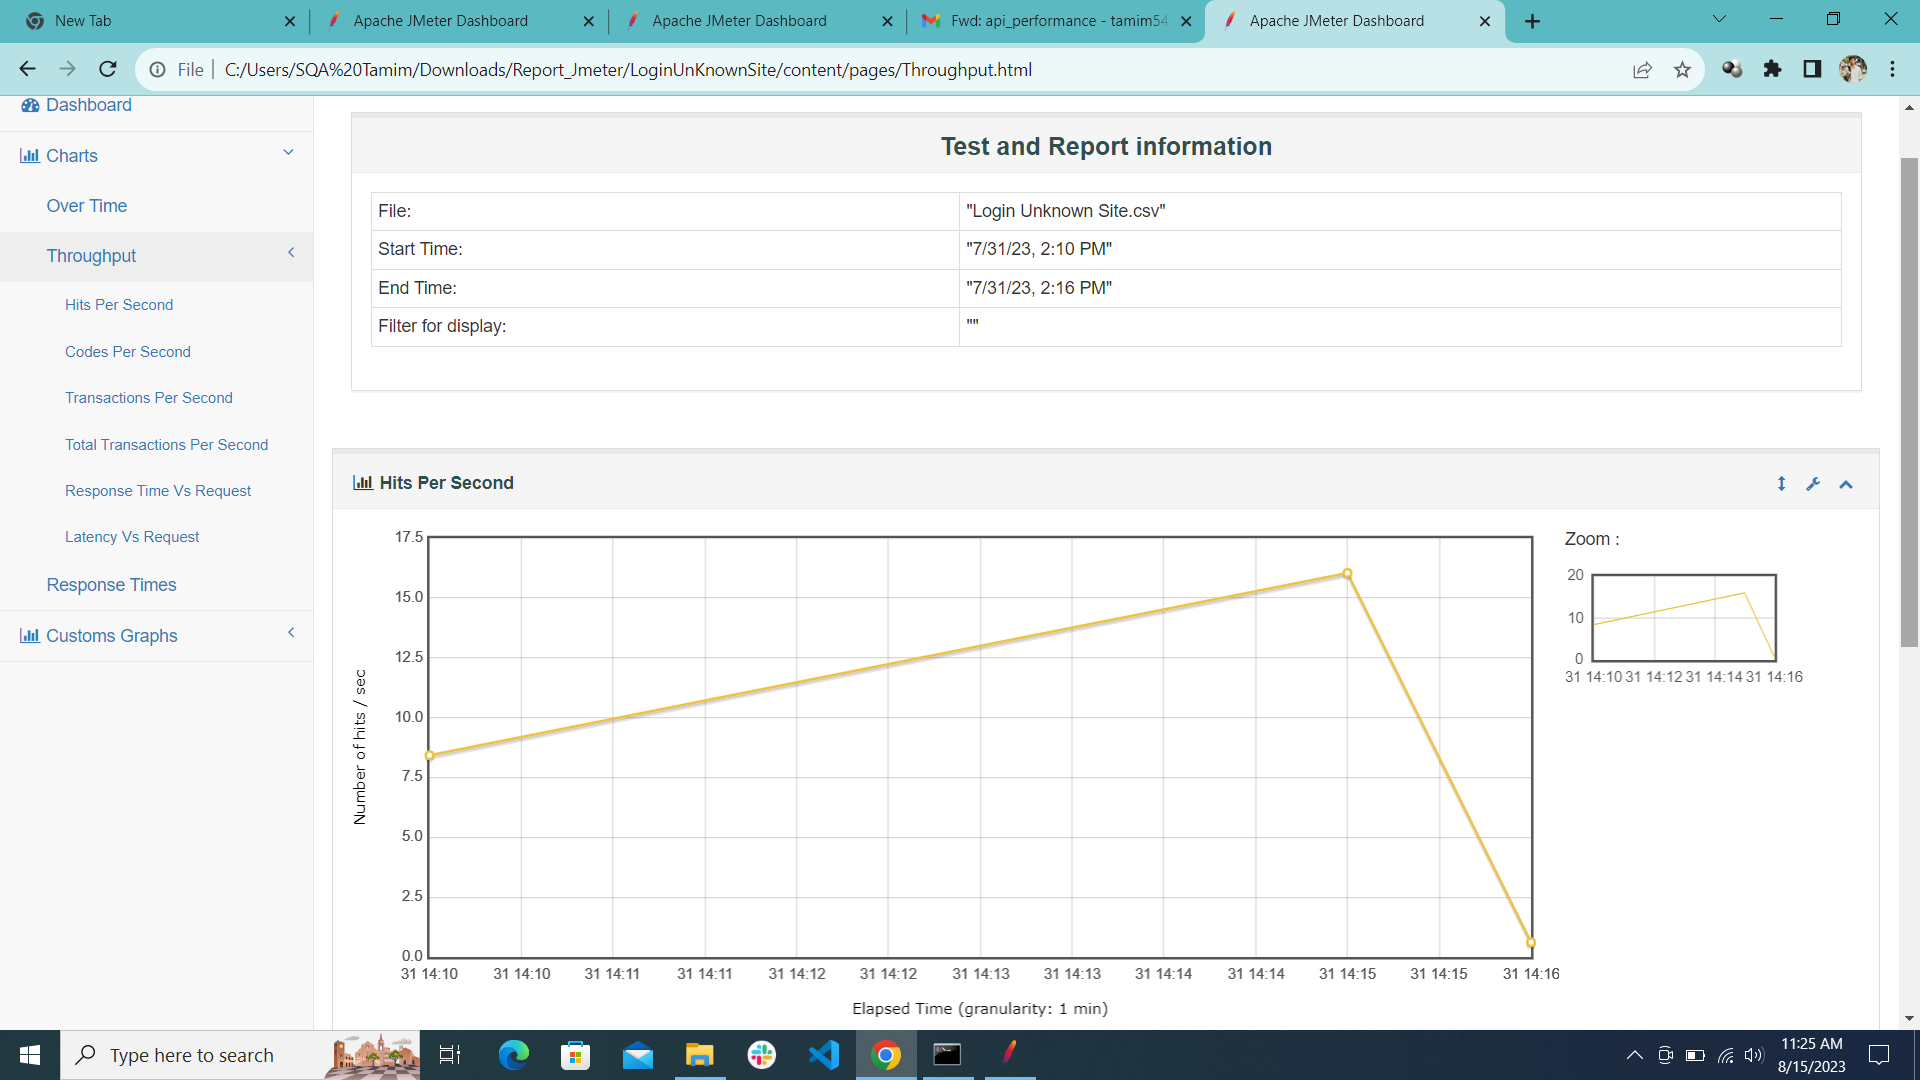 New Tab
Apache JMeter Dashboard
Apache JMeter Dashboard
Fwd: api_performance - tamim54
Apache JMeter Dashboard
File
C:/Users/SQA%20Tamim/Downloads/Report_Jmeter/LoginUnKnownSite/content/pages/Throughput.html
Dashboard
Charts
Over Time
Throughput
Hits Per Second
Codes Per Second
Transactions Per Second
Total Transactions Per Second
Response Time Vs Request
Latency Vs Request
Response Times
Customs Graphs
Test and Report information
File: "Login Unknown Site.csv"
Start Time: "7/31/23, 2:10 PM"
End Time: "7/31/23, 2:16 PM"
Filter for display: ""
Hits Per Second
17.5
15.0
12.5
10.0
7.5
5.0
2.5
0.0
Number of hits / sec
31 14:10 31 14:10 31 14:11 31 14:11 31 14:12 31 14:12 31 14:13 31 14:13 31 14:14 31 14:14 31 14:15 31 14:15 31 14:16
Elapsed Time (granularity: 1 min)
Zoom :
20
10
0
31 14:10 31 14:12 31 14:14 31 14:16
Type here to search
11:25 AM
8/15/2023